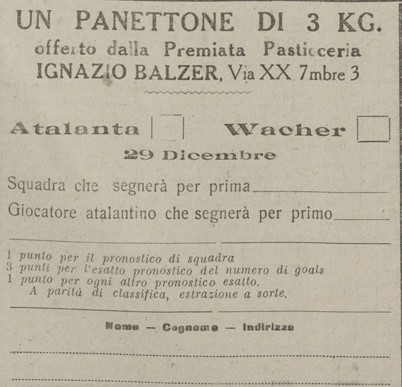 UN PANETTONE DI 3 KG.
offerto dalla Premiata Pasticceria
IGNAZIO BALZER, Via XX 7mbre 3
Atalanta Wacher
29 Dicembre
Squadra che segnerà per prima
Giocatore atalantino che segnerà per primo
1 punto per il pronostico di squadra
3 punti per l'esatto pronostico del numero di goals
1 punto per ogni altro pronostico esatto.
A parità di classifica, estrazione a sorte.
Nome — Cognome — Indirizzo